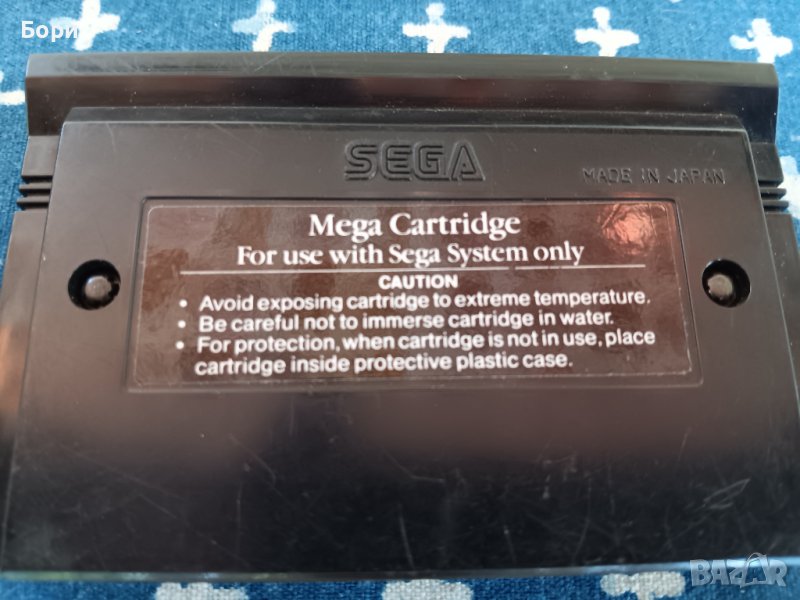 Бори
SEGA
MADE IN JAPAN
Mega Cartridge
For use with Sega System only
CAUTION
• Avoid exposing cartridge to extreme temperature.
• Be careful not to immerse cartridge in water.
• For protection, when cartridge is not in use, place
cartridge inside protective plastic case.
BAZAR